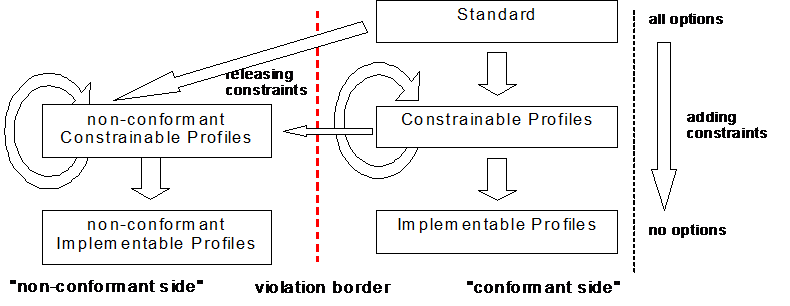 Standard
all options
releasing
constraints
non-conformant
Constrainable Profiles
Constrainable Profiles
adding
constraints
non-conformant
Implementable Profiles
Implementable Profiles
no options
"non-conformant side"
violation border
"conformant side"